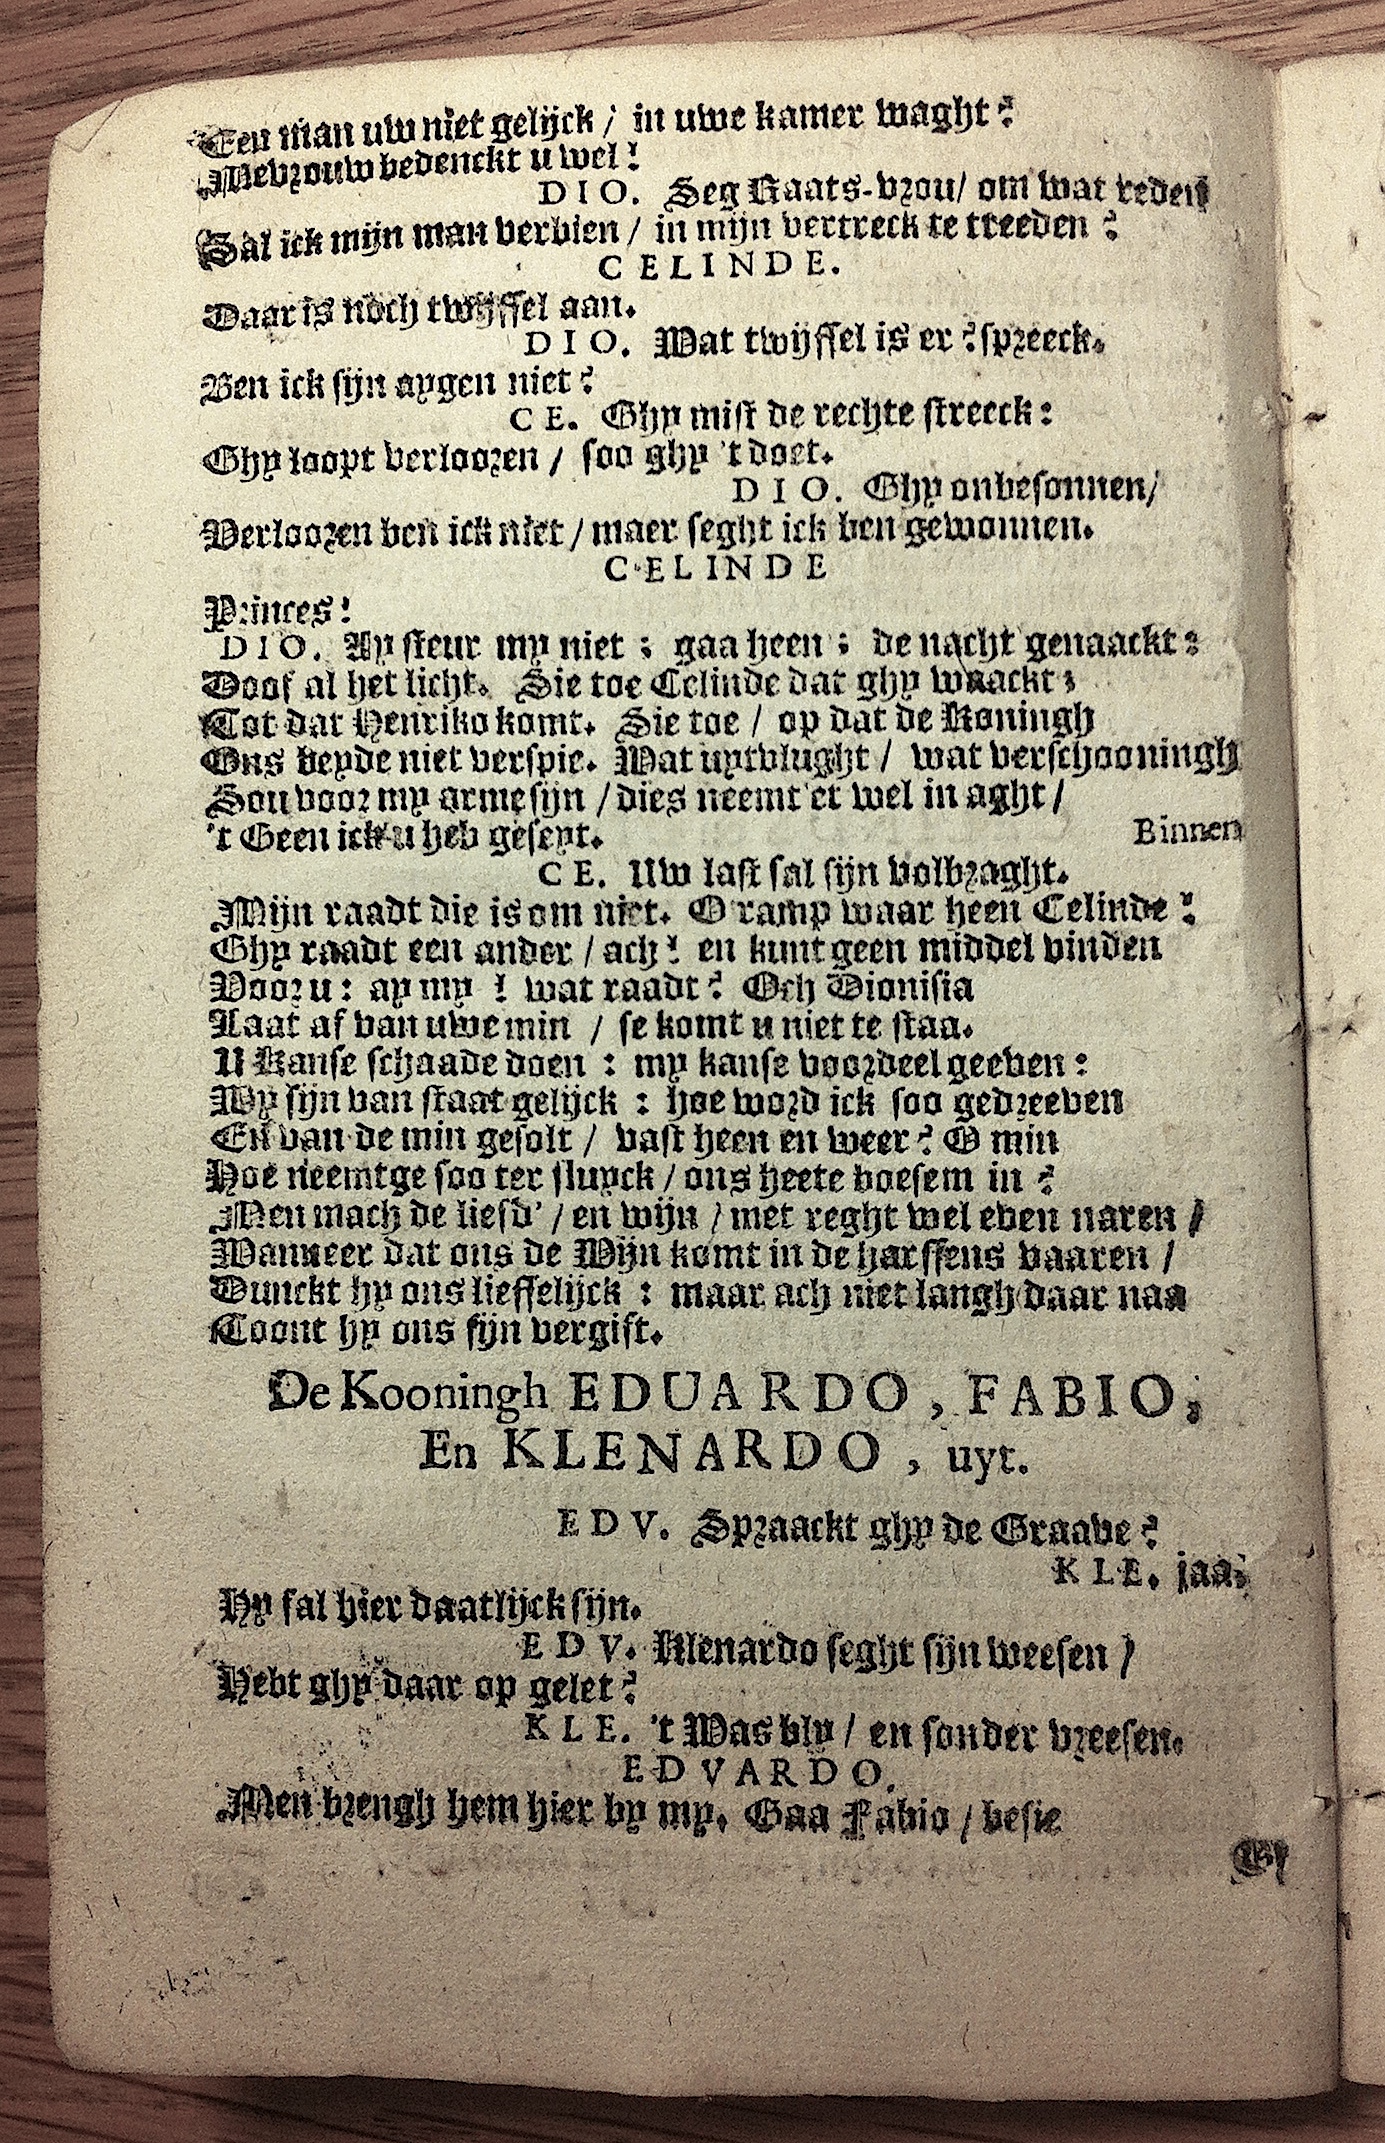 Een man uw niet gelijck / in uwe kamer waght?
Mevrouw bedenckt u wel!
DIO. Seg Raats-vrou / om wat reden
Sal ick mijn man verbien / in mijn vertreck te treeden?
CELINDE.
Daar is noch twijffel aan.
DIO. Wat twijffel is er? spreeck.
Ben ick sijn aygen niet?
CE. Ghy mist de rechte streeck:
Ghy loopt verloozen / soo ghy 't doet.
DIO. Ghy onbesonnen /
Verloozen ben ick niet / maer seght ick ben gewonnen.
CELINDE
Princes!
DIO. Ay steur my niet; gaa heen; de nacht genaackt:
Doof al het licht. Sie toe Celinde dat ghy waackt;
Tot dat Henriko komt. Sie toe / op dat de Koningh
Ons beyde niet verspie. Wat uytvlught / wat verschooningh
Sou voor my arme sijn / dies neemt'et wel in aght /
't Geen ick u heb geseyt. Binnen
CE. Uw last sal sijn volbraght.
Mijn raadt die is om niet. O ramp waar heen Celinde?
Ghy raadt een ander / ach! en kunt geen middel vinden
Voor u: ay my! wat raadt? Och Dionisia
Laat af van uwe min / se komt u niet te staa.
U kanse schaade doen: my kanse voordeel geeven:
Wy sijn van staat gelijck: hoe word ick soo gedreeven
En van de min gesolt / vast heen en weer? O min
Hoe neemtge soo ter sluyck / ons heete boesem in?
Men mach de liefd' / en wijn / met reght wel even naren /
Wanneer dat ons de Wijn komt in de harssens vaaren /
Dunckt hy ons lieffelijck: maar ach niet langh daar naa
Toont hy ons sijn vergift.
De Kooningh EDUARDO, FABIO,
En KLENARDO, uyt.
EDV. Spraackt ghy de Graave?
KLE. jaa:
Hy sal hier daatlijck sijn.
EDV. Klenardo seght sijn weesen /
Hebt ghy daar op gelet?
KLE. 't Was bly / en sonder vreesen.
EDVARDO.
Men brengh hem hier by my. Gaa Fabio / besie